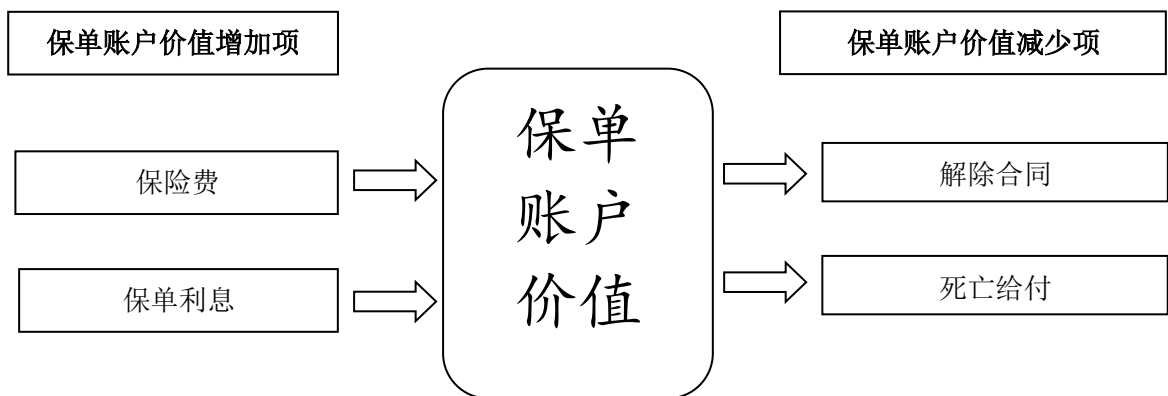 保单账户价值增加项
保单账户价值减少项
保单
账户
价值
保险费
保单利息
解除合同
死亡给付